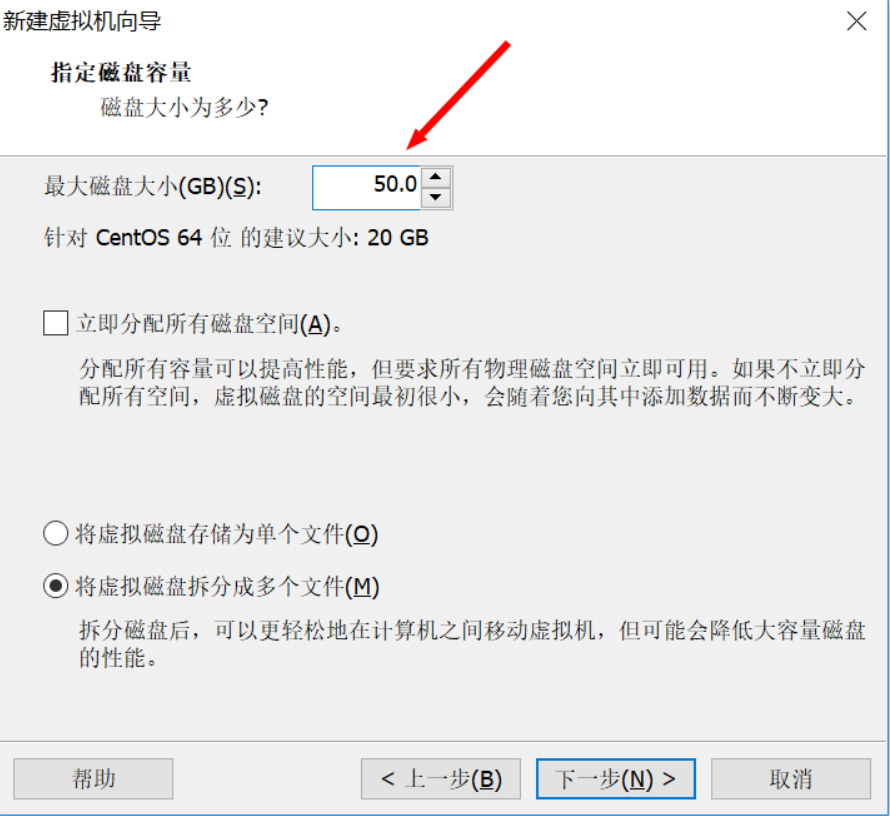 新建虚拟机向导
指定磁盘容量
磁盘大小为多少?
最大磁盘大小(GB)(S): 50.0
针对 CentOS 64 位 的建议大小: 20 GB
立即分配所有磁盘空间(A)。
分配所有容量可以提高性能，但要求所有物理磁盘空间立即可用。如果不立即分
配所有空间，虚拟磁盘的空间最初很小，会随着您向其中添加数据而不断变大。
将虚拟磁盘存储为单个文件(O)
将虚拟磁盘拆分成多个文件(M)
拆分磁盘后，可以更轻松地在计算机之间移动虚拟机，但可能会降低大容量磁盘
的性能。
帮助 < 上一步(B) 下一步(N) > 取消